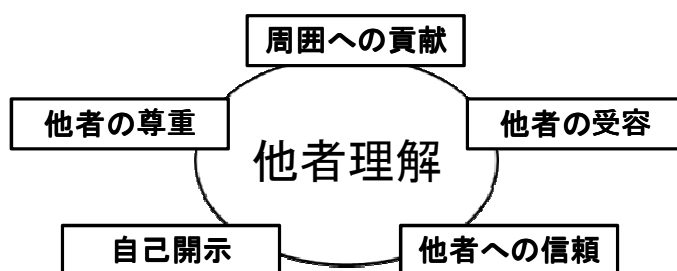 周囲への貢献
他者の尊重
他者の受容
他者理解
自己開示
他者への信頼